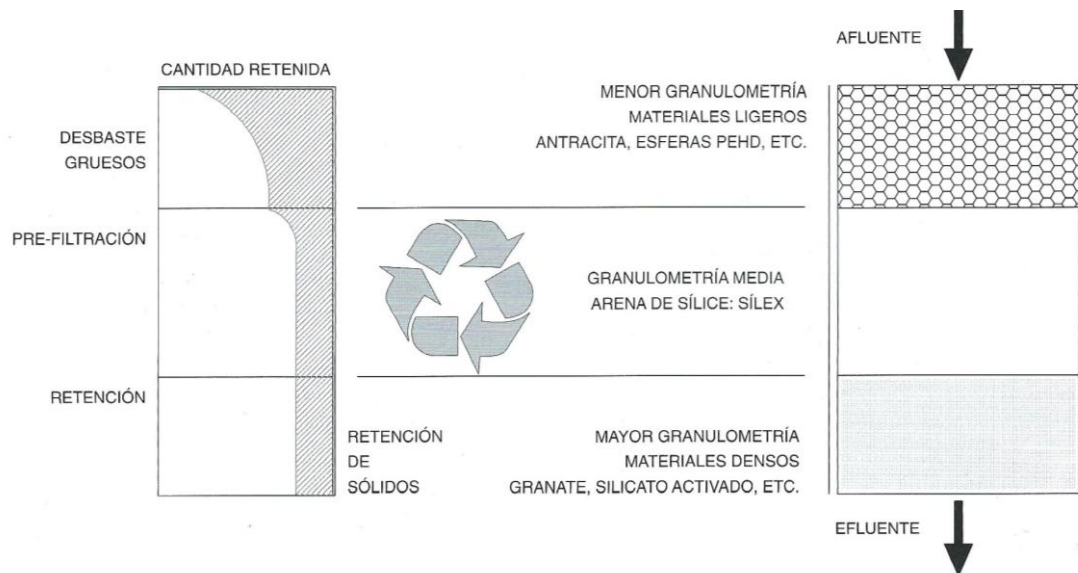 AFLUENTE
CANTIDAD RETENIDA
DESBASTE
GRUESOS
MENOR GRANULOMETRÍA
MATERIALES LIGEROS
ANTRACITA, ESFERAS PEHD, ETC.
PRE-FILTRACIÓN
GRANULOMETRÍA MEDIA
ARENA DE SÍLICE: SÍLEX
RETENCIÓN
RETENCIÓN
DE
SÓLIDOS
MAYOR GRANULOMETRÍA
MATERIALES DENSOS
GRANATE, SILICATO ACTIVADO, ETC.
EFLUENTE